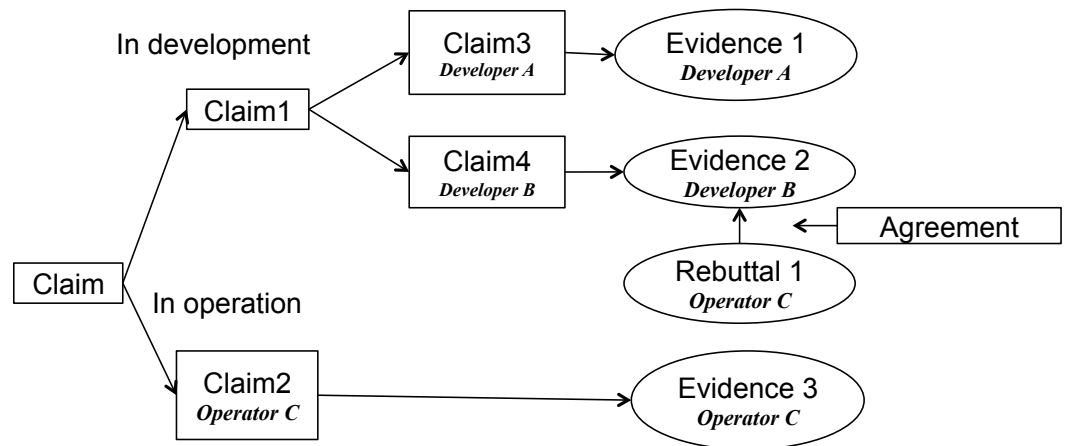 In development
Claim3
Developer A
Evidence 1
Developer A
Claim1
Claim4
Developer B
Evidence 2
Developer B
Agreement
Rebuttal 1
Operator C
Claim
In operation
Claim2
Operator C
Evidence 3
Operator C